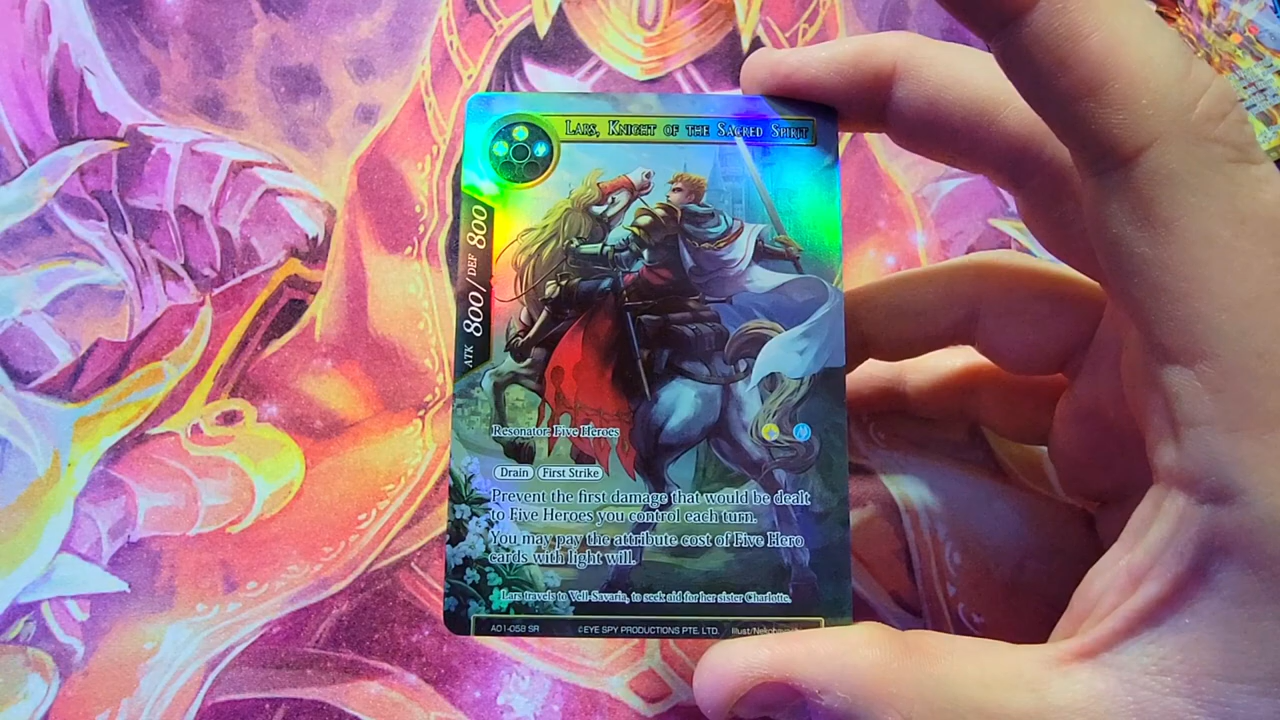 LARS, KNIGHT OF THE SACRED SPIRIT
ATK 800 / DEF 800
Resonator: Five Heroes
Drain First Strike
Prevent the first damage that would be dealt
to Five Heroes you control each turn.
You may pay the attribute cost of Five Hero
cards with light will.
Lars travels to Vell-Savaria, to seek aid for her sister Charlotte.
A01-058 SR ©EYE SPY PRODUCTIONS PTE. LTD. Illust/